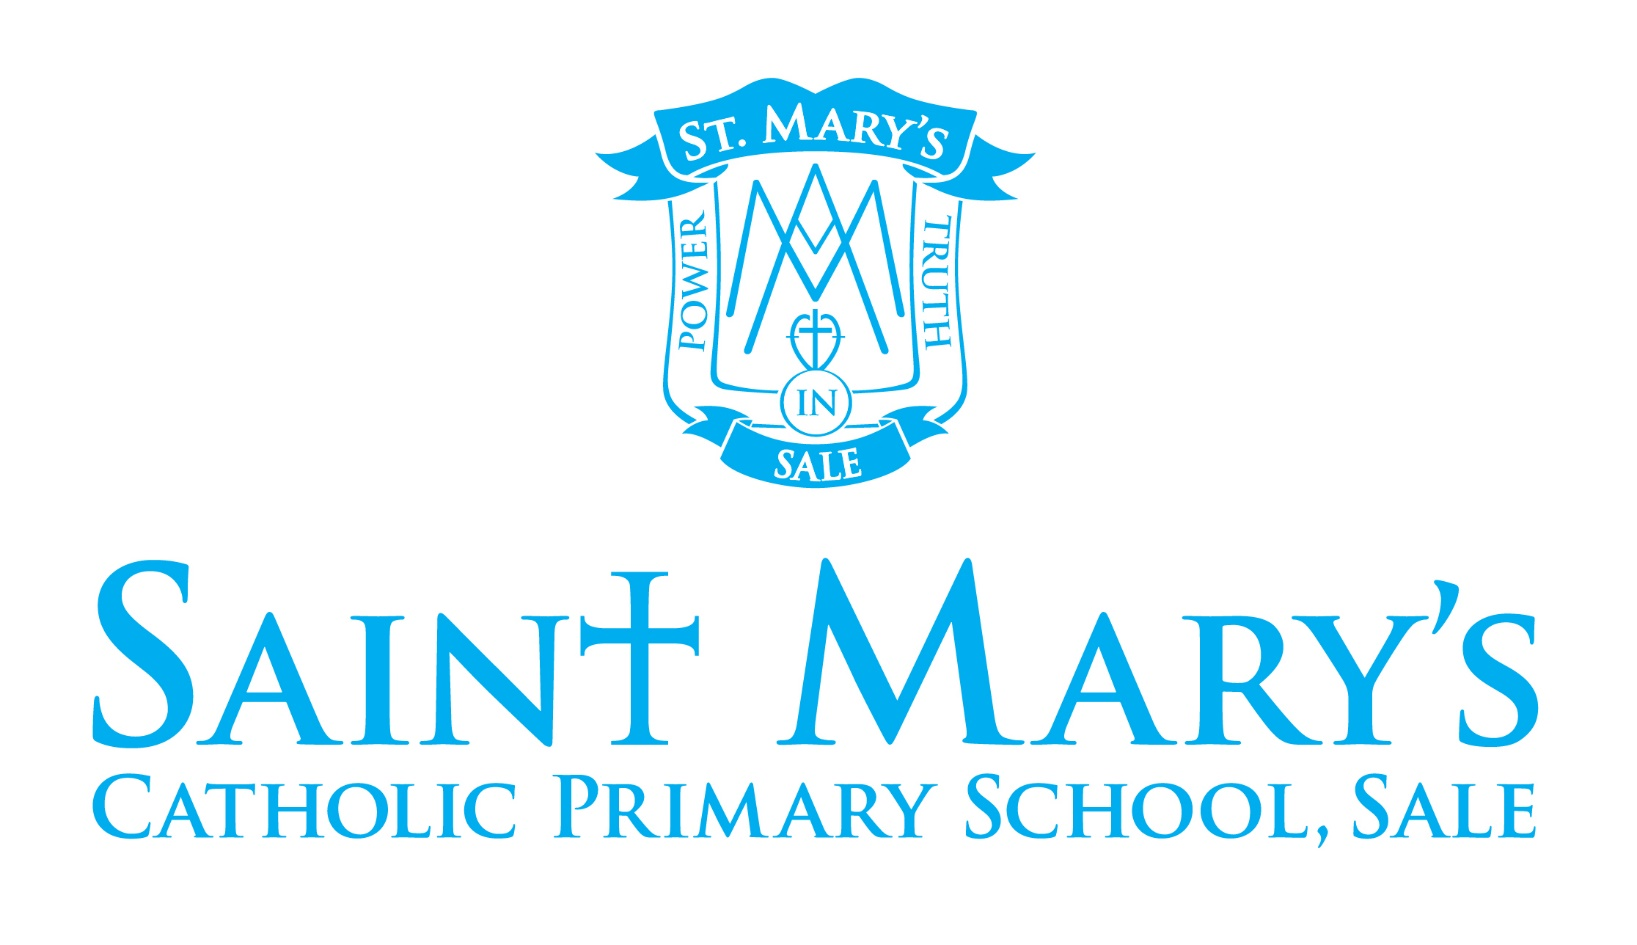 ST. MARY'S
POWER
IN
TRUTH
SALE
SAINT MARY'S
CATHOLIC PRIMARY SCHOOL, SALE